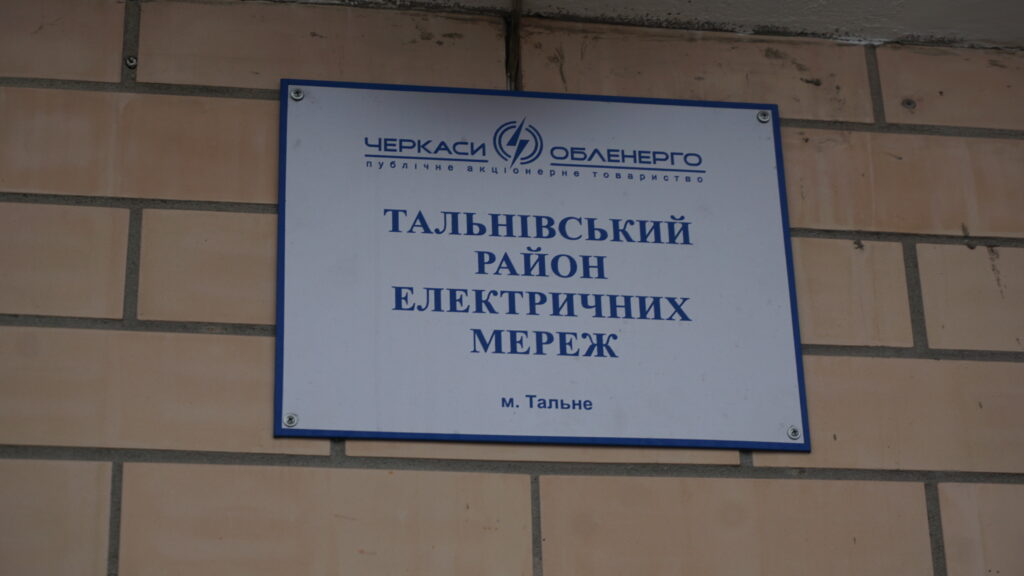 ЧЕРКАСИ ОБЛЕНЕРГО
публічне акціонерне товариство
ТАЛЬНІВСЬКИЙ
РАЙОН
ЕЛЕКТРИЧНИХ
МЕРЕЖ
м. Тальне